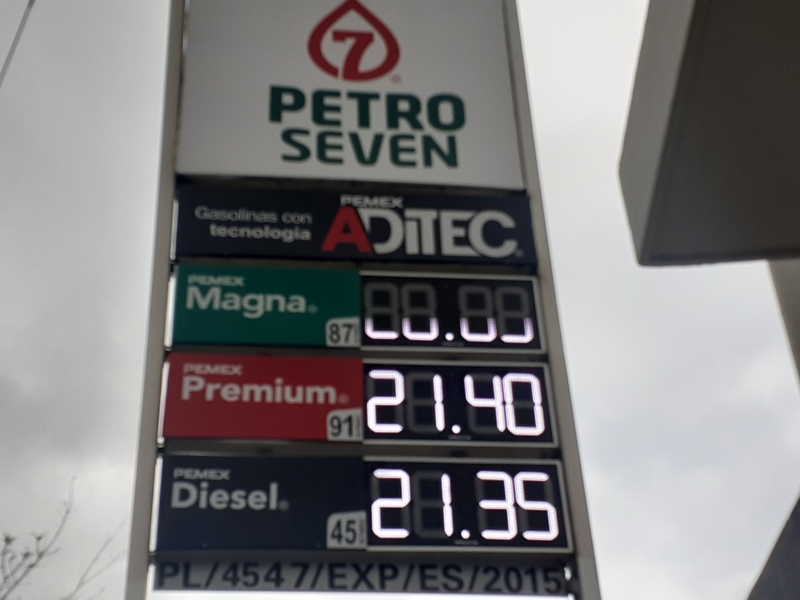 7
PETRO
SEVEN
PEMEX
Gasolinas con
tecnología
ADiTEC
PEMEX
Magna
87
PEMEX
Premium
91
21.40
PEMEX
Diesel
45
21.35
PL/4547/EXP/ES/2015